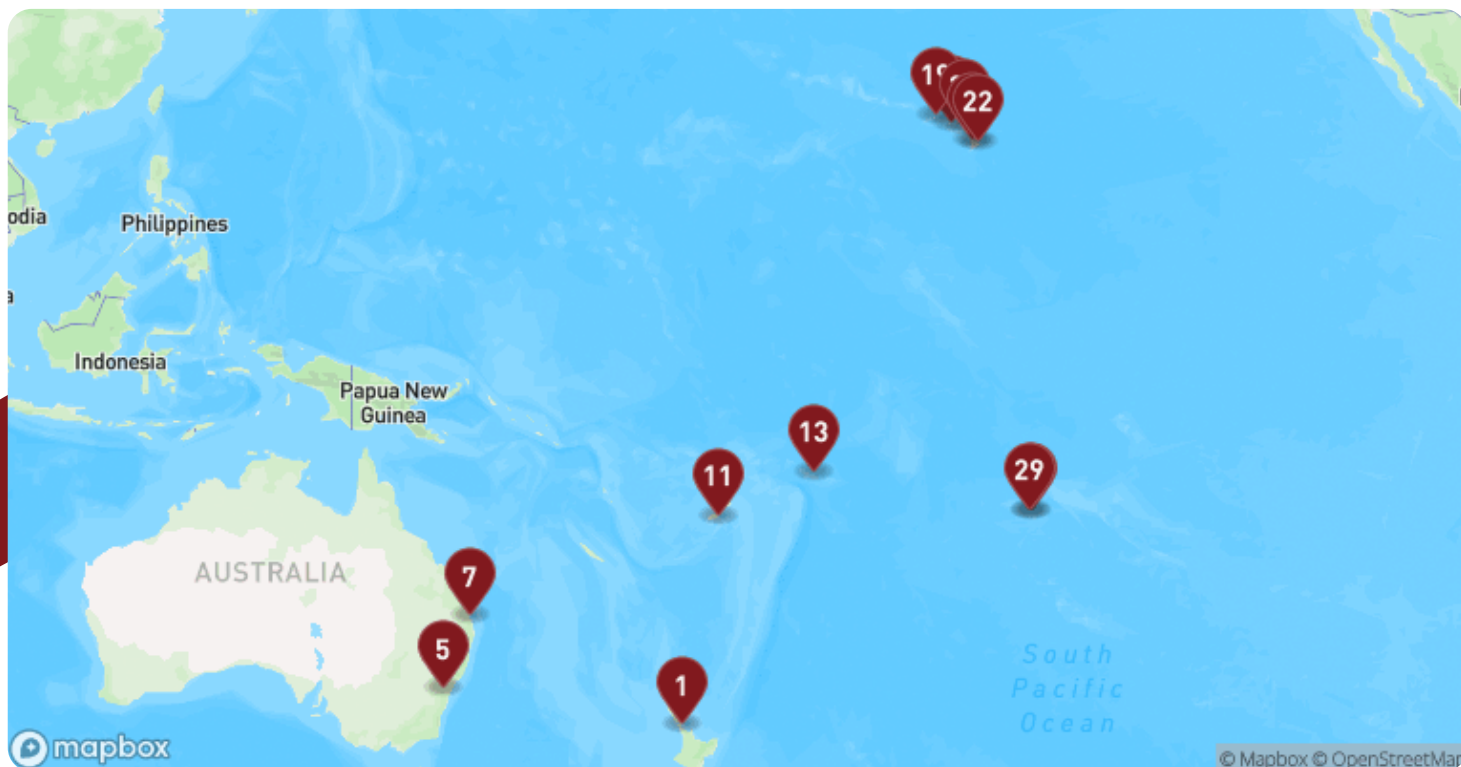 19
22
odia
Philippines
a
Indonesia
Papua New
Guinea
13
29
11
AUSTRALIA
7
5
1
South
Pacific
Ocean
mapbox
© Mapbox © OpenStreetMap